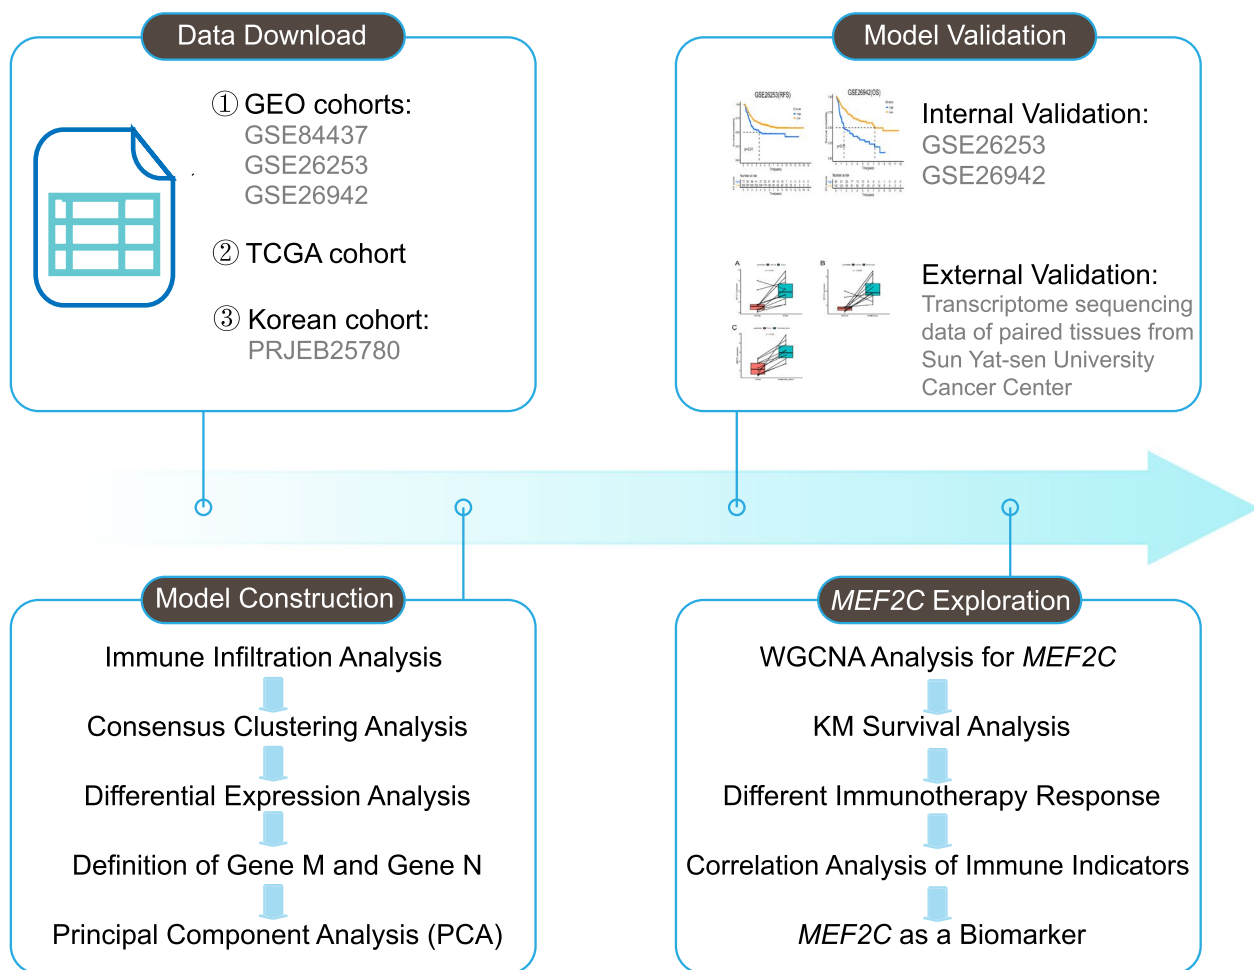 Data Download
① GEO cohorts:
GSE84437
GSE26253
GSE26942
② TCGA cohort
③ Korean cohort:
PRJEB25780
Model Validation
GSE26253(RFS)
GSE26942(OS)
Internal Validation:
GSE26253
GSE26942
A
B
C
External Validation:
Transcriptome sequencing
data of paired tissues from
Sun Yat-sen University
Cancer Center
Model Construction
Immune Infiltration Analysis
Consensus Clustering Analysis
Differential Expression Analysis
Definition of Gene M and Gene N
Principal Component Analysis (PCA)
MEF2C Exploration
WGCNA Analysis for MEF2C
KM Survival Analysis
Different Immunotherapy Response
Correlation Analysis of Immune Indicators
MEF2C as a Biomarker